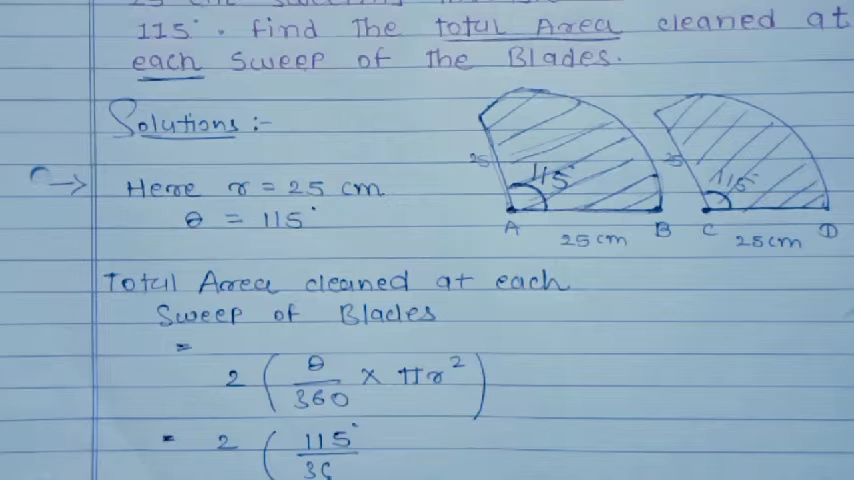 115°. find The total Area cleaned at
each Sweep of the Blades.
Solutions:-
Here r = 25 cm
θ = 115°
25
115°
A
25 cm
B
25
115°
C
25 cm
D
Total Area cleaned at each
Sweep of Blades
=
2 ( θ/360 × πr² )
= 2 ( 115°/36